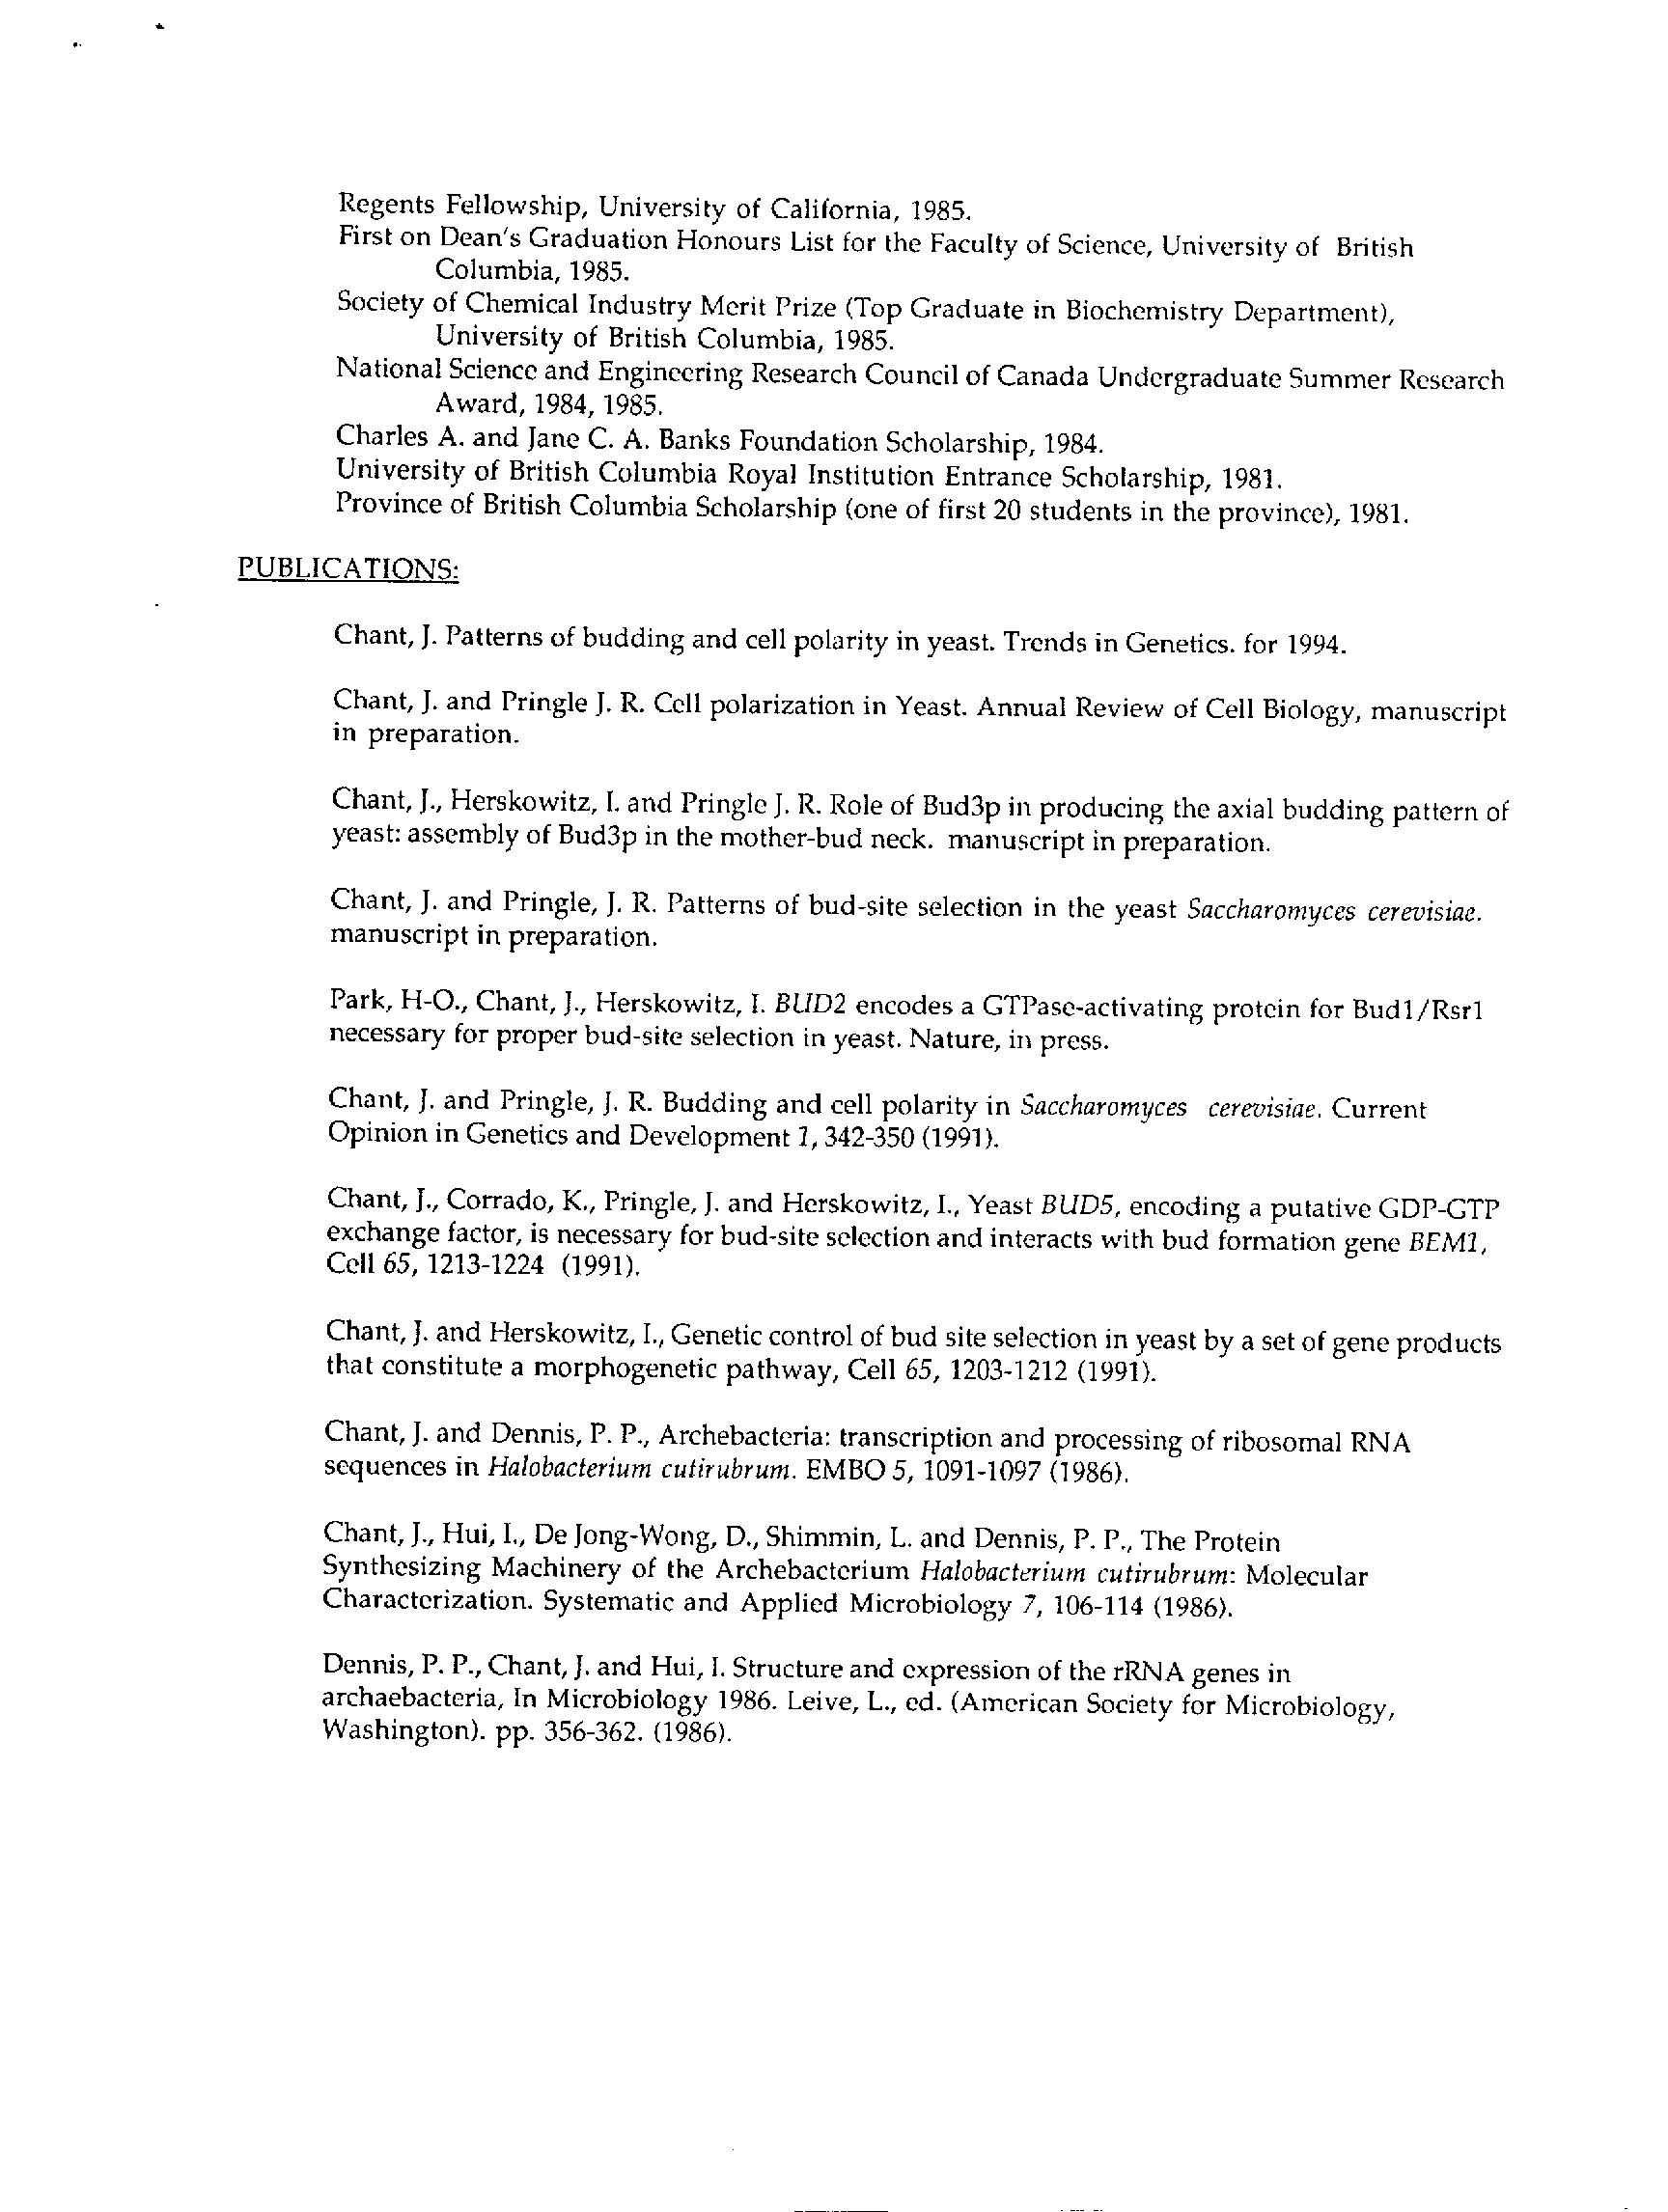 Regents Fellowship, University of California, 1985.
First on Dean's Graduation Honours List for the Faculty of Science, University of British
Columbia, 1985.
Society of Chemical Industry Merit Prize (Top Graduate in Biochemistry Department),
University of British Columbia, 1985.
National Science and Engineering Research Council of Canada Undergraduate Summer Research
Award, 1984, 1985.
Charles A. and Jane C. A. Banks Foundation Scholarship, 1984.
University of British Columbia Royal Institution Entrance Scholarship, 1981.
Province of British Columbia Scholarship (one of first 20 students in the province), 1981.
PUBLICATIONS:
Chant, J. Patterns of budding and cell polarity in yeast. Trends in Genetics. for 1994.
Chant, J. and Pringle J. R. Cell polarization in Yeast. Annual Review of Cell Biology, manuscript
in preparation.
Chant, J., Herskowitz, I. and Pringle J. R. Role of Bud3p in producing the axial budding pattern of
yeast: assembly of Bud3p in the mother-bud neck. manuscript in preparation.
Chant, J. and Pringle, J. R. Patterns of bud-site selection in the yeast Saccharomyces cerevisiae.
manuscript in preparation.
Park, H-O., Chant, J., Herskowitz, I. BUD2 encodes a GTPase-activating protein for Bud1/Rsr1
necessary for proper bud-site selection in yeast. Nature, in press.
Chant, J. and Pringle, J. R. Budding and cell polarity in Saccharomyces cerevisiae. Current
Opinion in Genetics and Development 1, 342-350 (1991).
Chant, J., Corrado, K., Pringle, J. and Herskowitz, I., Yeast BUD5, encoding a putative GDP-GTP
exchange factor, is necessary for bud-site selection and interacts with bud formation gene BEM1,
Cell 65, 1213-1224 (1991).
Chant, J. and Herskowitz, I., Genetic control of bud site selection in yeast by a set of gene products
that constitute a morphogenetic pathway, Cell 65, 1203-1212 (1991).
Chant, J. and Dennis, P. P., Archebacteria: transcription and processing of ribosomal RNA
sequences in Halobacterium cutirubrum. EMBO 5, 1091-1097 (1986).
Chant, J., Hui, I., De Jong-Wong, D., Shimmin, L. and Dennis, P. P., The Protein
Synthesizing Machinery of the Archebacterium Halobacterium cutirubrum: Molecular
Characterization. Systematic and Applied Microbiology 7, 106-114 (1986).
Dennis, P. P., Chant, J. and Hui, I. Structure and expression of the rRNA genes in
archaebacteria, In Microbiology 1986. Leive, L., ed. (American Society for Microbiology,
Washington). pp. 356-362. (1986).